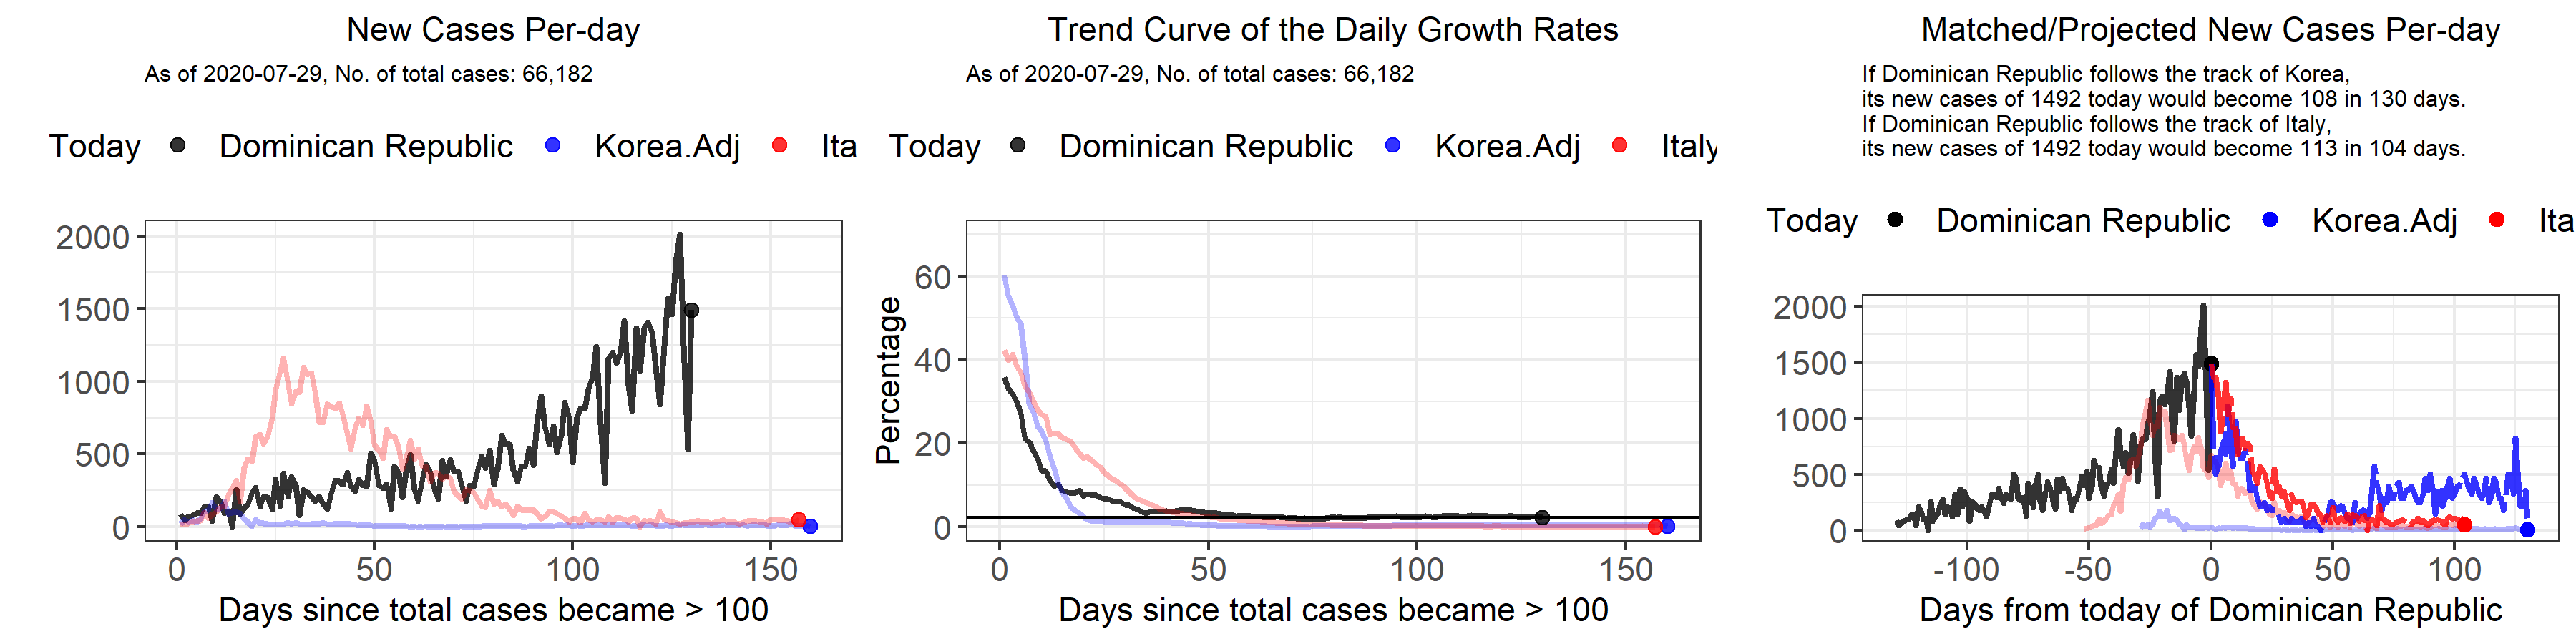 New Cases Per-day
As of 2020-07-29, No. of total cases: 66,182
Today Dominican Republic Korea.Adj Ita
2000
1500
1000
500
0
0 50 100 150
Days since total cases became > 100
Trend Curve of the Daily Growth Rates
As of 2020-07-29, No. of total cases: 66,182
Today Dominican Republic Korea.Adj Italy
Percentage
60
40
20
0
0 50 100 150
Days since total cases became > 100
Matched/Projected New Cases Per-day
If Dominican Republic follows the track of Korea,
its new cases of 1492 today would become 108 in 130 days.
If Dominican Republic follows the track of Italy,
its new cases of 1492 today would become 113 in 104 days.
Today Dominican Republic Korea.Adj Ita
2000
1500
1000
500
0
-100 -50 0 50 100
Days from today of Dominican Republic